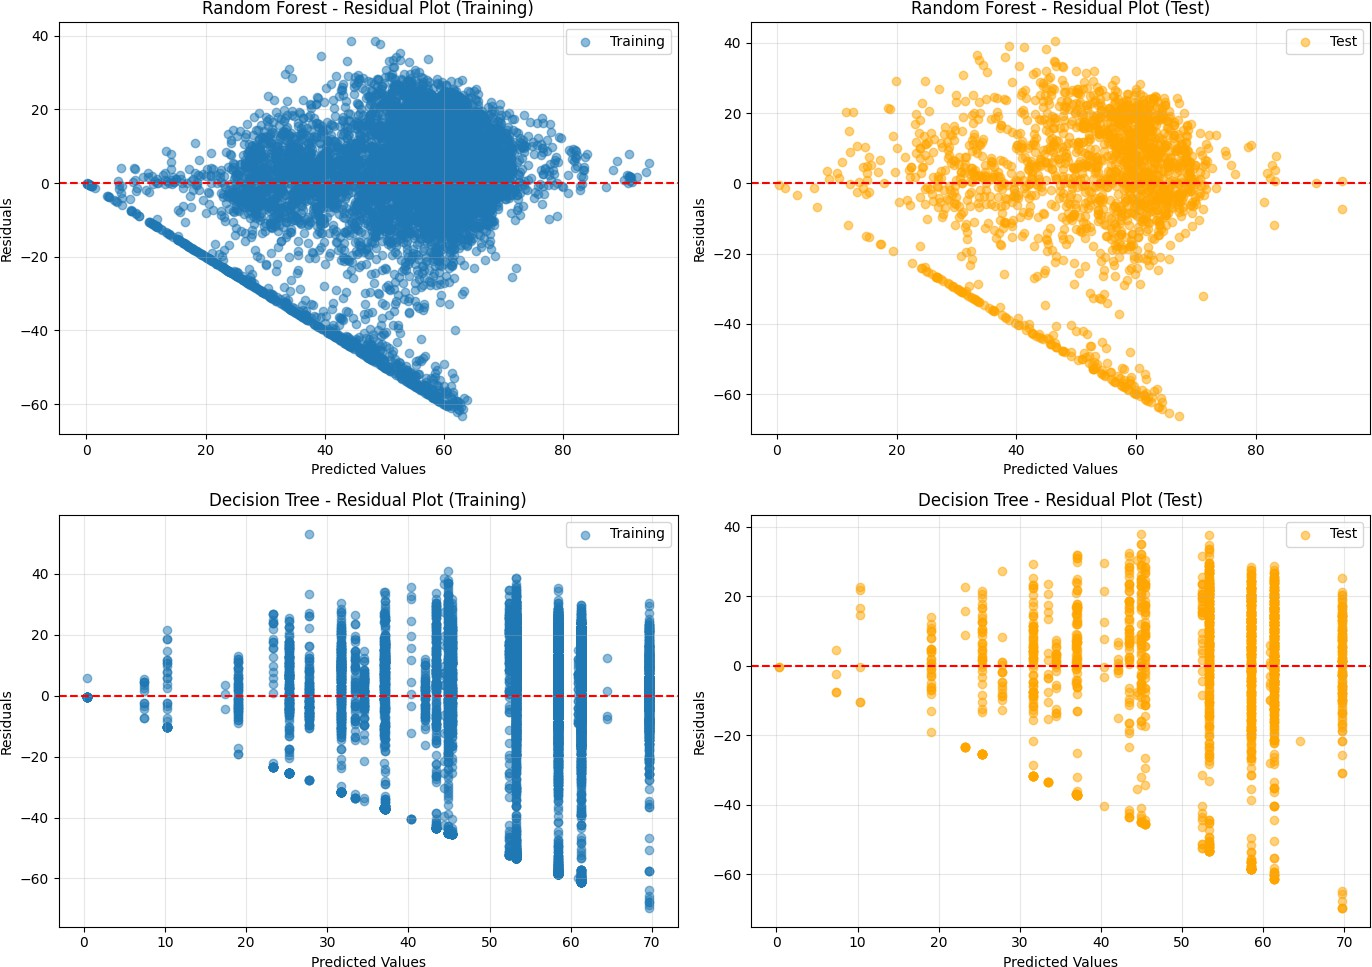 Random Forest - Residual Plot (Training)
40
20
0
−20
−40
−60
Residuals
Training
0 20 40 60 80
Predicted Values
Random Forest - Residual Plot (Test)
40
20
0
−20
−40
−60
Residuals
Test
0 20 40 60 80
Predicted Values
Decision Tree - Residual Plot (Training)
40
20
0
−20
−40
−60
Residuals
Training
0 10 20 30 40 50 60 70
Predicted Values
Decision Tree - Residual Plot (Test)
40
20
0
−20
−40
−60
Residuals
Test
0 10 20 30 40 50 60 70
Predicted Values